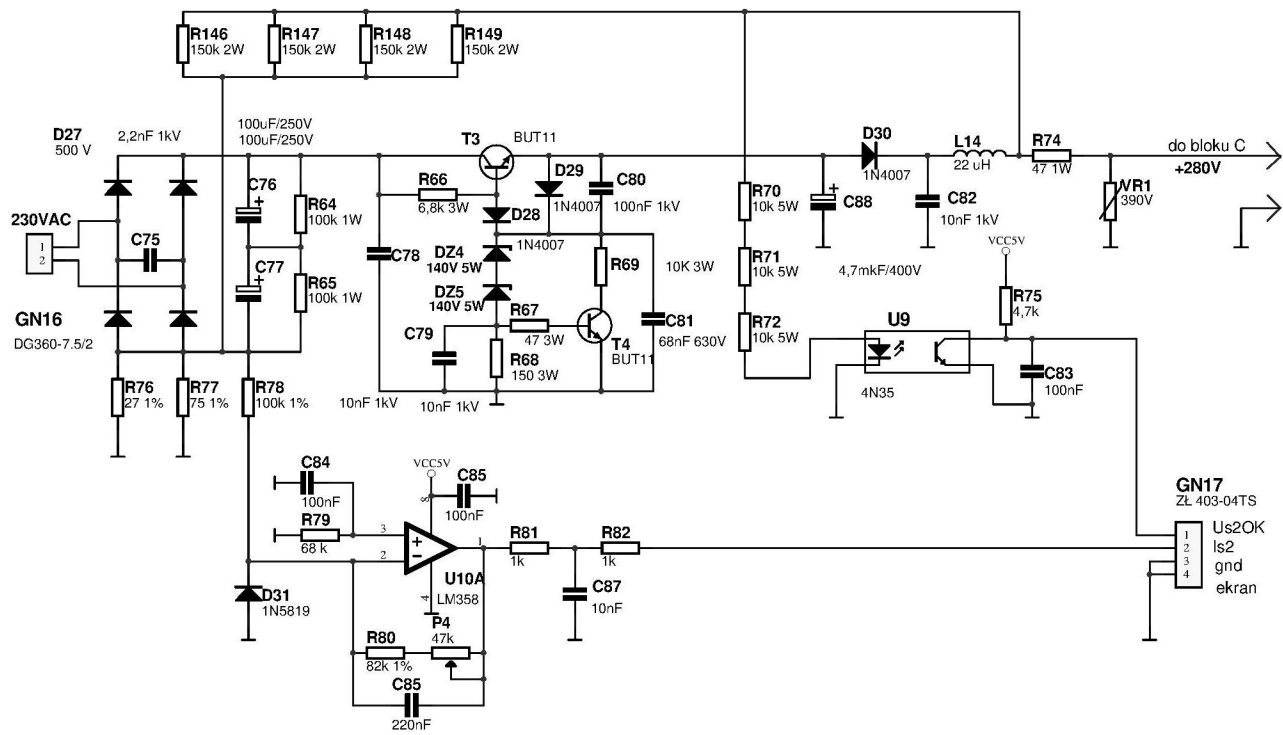 R146
150k 2W
R147
150k 2W
R148
150k 2W
R149
150k 2W
D27
500 V
2,2nF 1kV
100uF/250V
100uF/250V
T3
BUT11
D30
1N4007
L14
22 uH
R74
47 1W
do bloku C
+280V
C76
R64
100k 1W
R66
6,8k 3W
D29
1N4007
C80
100nF 1kV
R70
10k 5W
C88
C82
10nF 1kV
VR1
390V
230VAC
1
2
C75
D28
1N4007
C78
DZ4
140V 5W
R69
10K 3W
R71
10k 5W
4,7mkF/400V
VCC5V
C77
R65
100k 1W
DZ5
140V 5W
R75
4,7k
GN16
DG360-7.5/2
C79
R67
47 3W
T4
BUT11
C81
68nF 630V
R72
10k 5W
U9
4N35
R68
150 3W
C83
100nF
R76
27 1%
R77
75 1%
R78
100k 1%
10nF 1kV
10nF 1kV
C84
100nF
VCC5V
C85
100nF
8
R79
68 k
3
2
1
4
U10A
LM358
R81
1k
R82
1k
C87
10nF
GN17
ZŁ 403-04TS
1
2
3
4
Us2OK
Is2
gnd
ekran
D31
1N5819
P4
47k
R80
82k 1%
C85
220nF